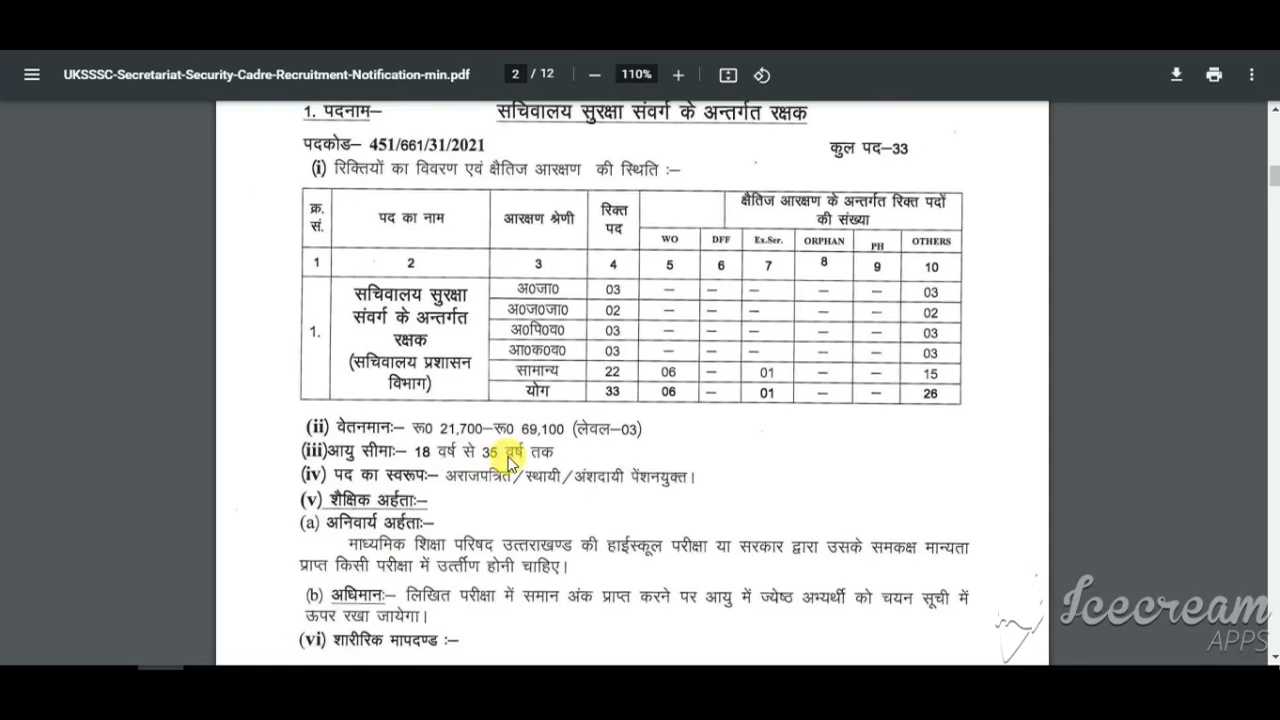 UKSSSC-Secretariat-Security-Cadre-Recruitment-Notification-min.pdf 2 / 12 110%
1. पदनाम– सचिवालय सुरक्षा संवर्ग के अन्तर्गत रक्षक
पदकोड– 451/661/31/2021 कुल पद–33
(i) रिक्तियों का विवरण एवं क्षैतिज आरक्षण की स्थिति :–
क्र. सं. पद का नाम आरक्षण श्रेणी रिक्त पद क्षैतिज आरक्षण के अन्तर्गत रिक्त पदों की संख्या
WO DFF Ex.Ser. ORPHAN PH OTHERS
1 2 3 4 5 6 7 8 9 10
1. सचिवालय सुरक्षा संवर्ग के अन्तर्गत रक्षक (सचिवालय प्रशासन विभाग)
अ0जा0 03 – – – – – 03
अ0ज0जा0 02 – – – – – 02
अ0पि0व0 03 – – – – – 03
आ0क0व0 03 – – – – – 03
सामान्य 22 06 – 01 – – 15
योग 33 06 – 01 – – 26
(ii) वेतनमानः– रू0 21,700–रू0 69,100 (लेवल–03)
(iii)आयु सीमाः– 18 वर्ष से 35 वर्ष तक
(iv) पद का स्वरूपः– अराजपत्रित/स्थायी/अंशदायी पेंशनयुक्त।
(v) शैक्षिक अर्हताः–
(a) अनिवार्य अर्हताः–
माध्यमिक शिक्षा परिषद उत्तराखण्ड की हाईस्कूल परीक्षा या सरकार द्वारा उसके समकक्ष मान्यता
प्राप्त किसी परीक्षा में उर्त्तीण होनी चाहिए।
(b) अधिमानः– लिखित परीक्षा में समान अंक प्राप्त करने पर आयु में ज्येष्ठ अभ्यर्थी को चयन सूची में
ऊपर रखा जायेगा।
(vi) शारीरिक मापदण्ड :–
Icecream
APPS